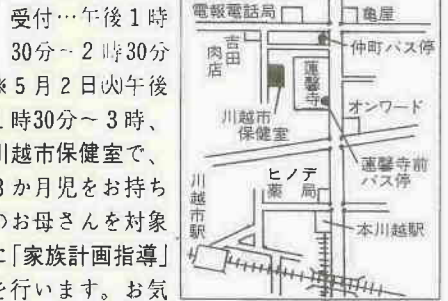 受付…午後1時
30分~2時30分
※5月2日㈫午後
1時30分~3時、
川越市保健室で、
3か月児をお持ち
のお母さんを対象
に「家族計画指導」
を行います。お気
電報電話局
亀屋
吉田
肉店
仲町バス停
蓮馨寺
川越市
保健室
オンワード
蓮馨寺前
バス停
川越市駅
ヒノデ
薬局
本川越駅